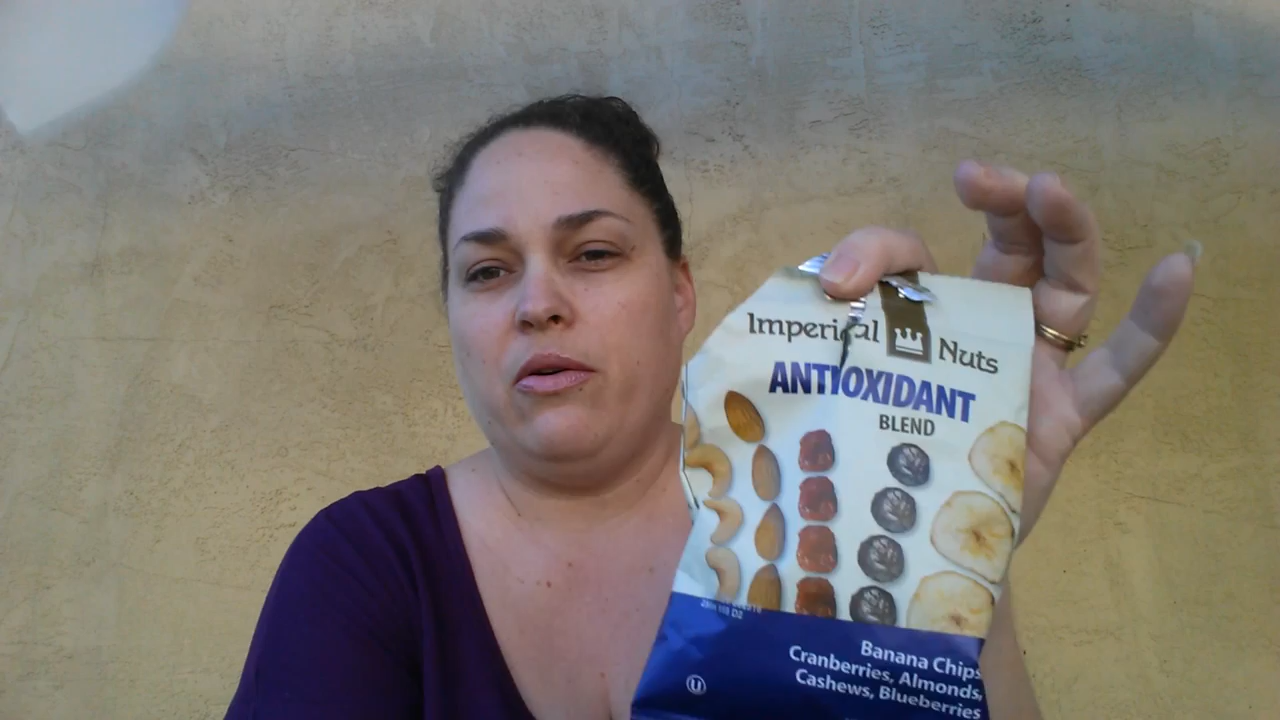 Imperial Nuts
ANTIOXIDANT
BLEND
Banana Chips
Cranberries, Almonds,
Cashews, Blueberries
U